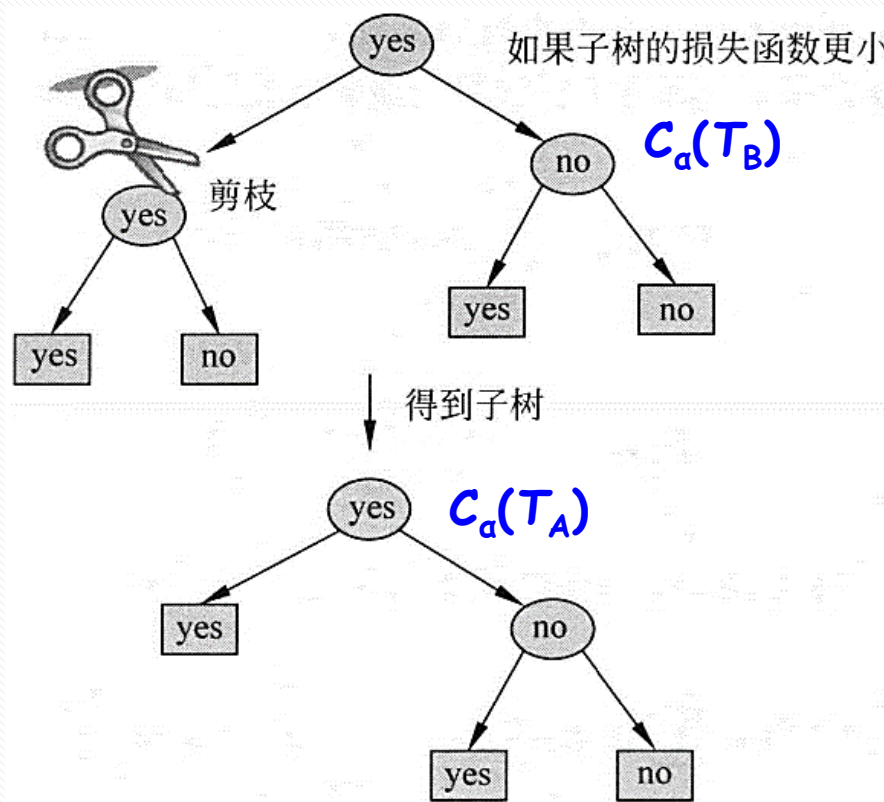 yes
如果子树的损失函数更小
no
Cα(TB)
剪枝
yes
yes
no
yes
no
得到子树
yes
Cα(TA)
yes
no
yes
no